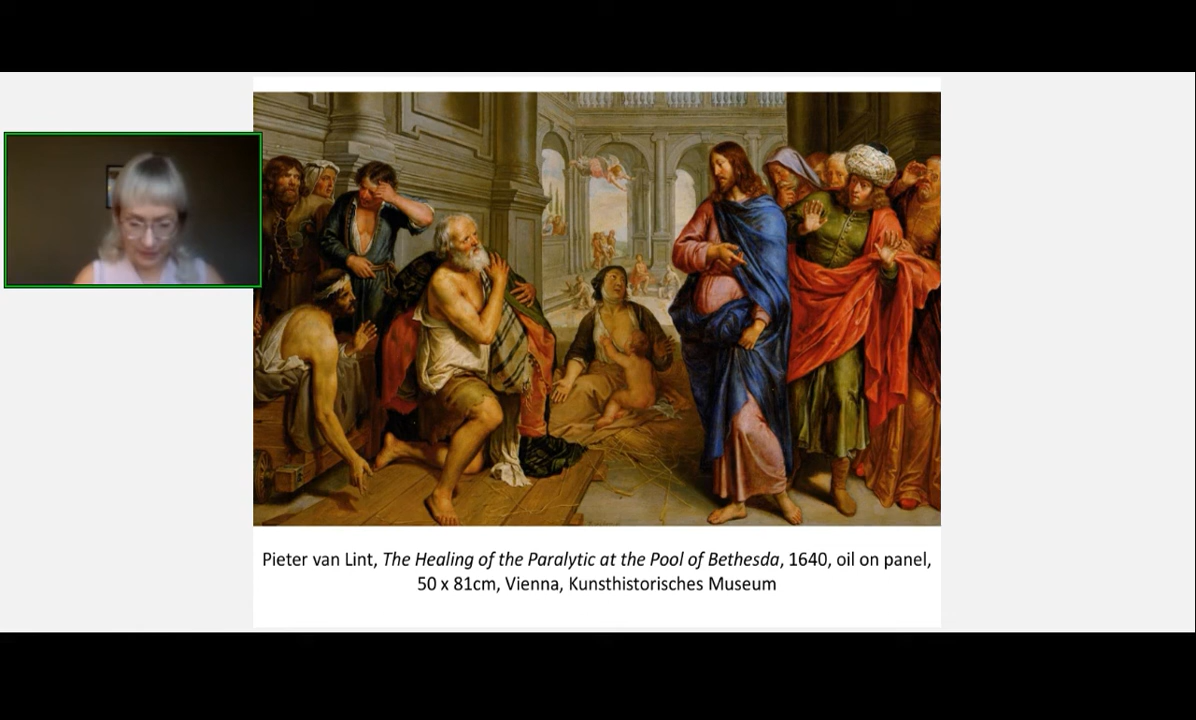 Pieter van Lint, The Healing of the Paralytic at the Pool of Bethesda, 1640, oil on panel,
50 x 81cm, Vienna, Kunsthistorisches Museum